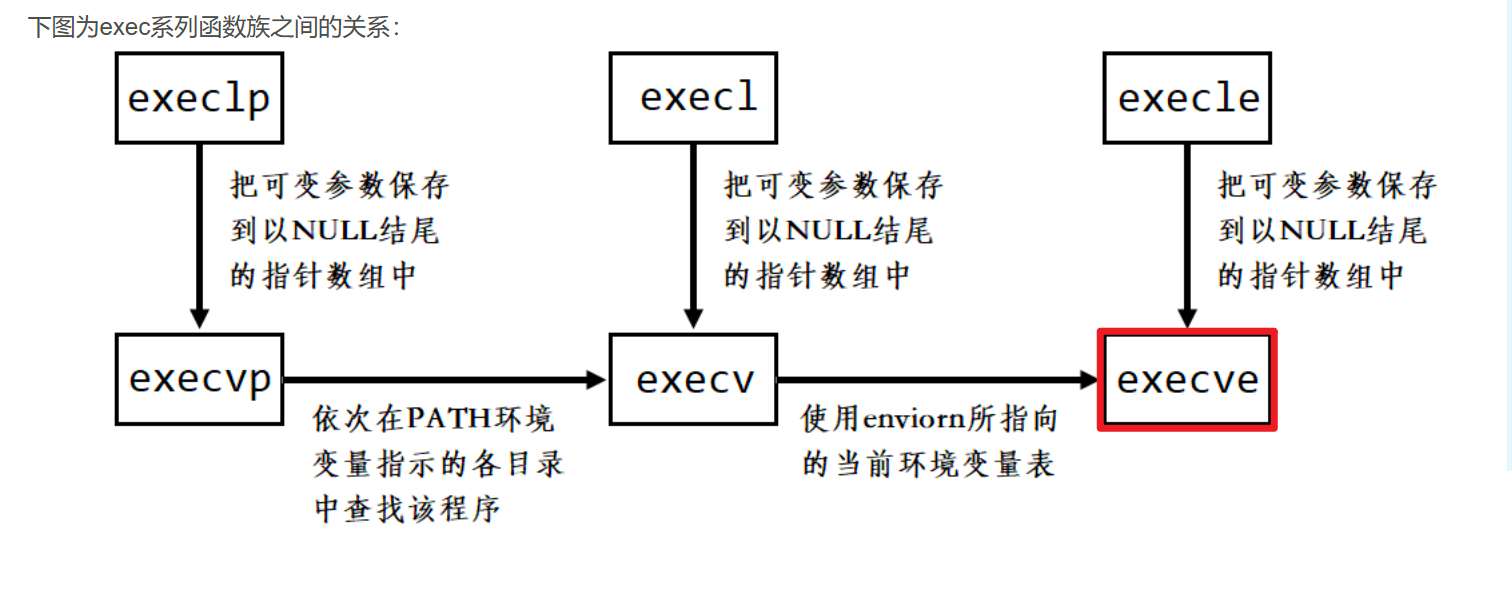 下图为exec系列函数族之间的关系：
execlp
execl
execle
把可变参数保存
到以NULL结尾
的指针数组中
把可变参数保存
到以NULL结尾
的指针数组中
把可变参数保存
到以NULL结尾
的指针数组中
execvp
execv
execve
依次在PATH环境
变量指示的各目录
中查找该程序
使用enviorn所指向
的当前环境变量表